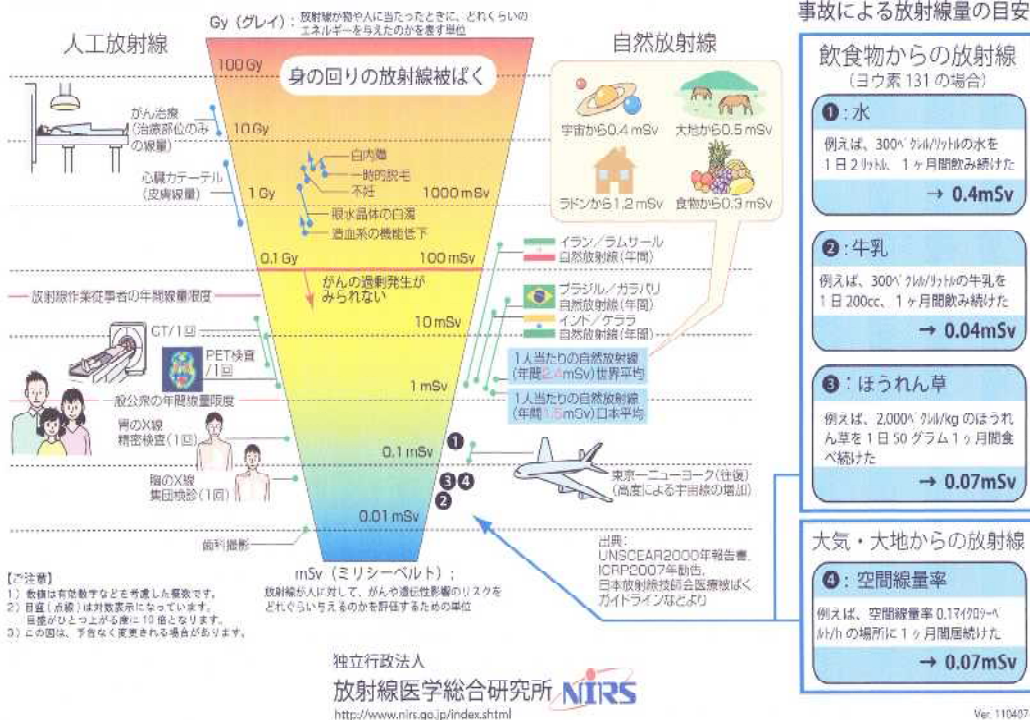 Gy（グレイ）：放射線が物や人に当たったときに、どれくらいの
エネルギーを与えたのかを表す単位
人工放射線
自然放射線
身の回りの放射線被ばく
100 Gy
10 Gy
1 Gy
1000 mSv
0.1 Gy
100 mSv
10 mSv
1 mSv
0.1 mSv
0.01 mSv
がん治療
（治療部位のみ
の線量）
心臓カテーテル
（皮膚線量）
白内障
一時的脱毛
不妊
眼水晶体の白濁
造血系の機能低下
がんの過剰発生が
みられない
放射線作業従事者の年間線量限度
CT/1回
PET検査
/1回
一般公衆の年間線量限度
胃のX線
精密検査（1回）
胸のX線
集団検診（1回）
歯科撮影
宇宙から0.4 mSv
大地から0.5 mSv
ラドンから1.2 mSv
食物から0.3 mSv
イラン／ラムサール
自然放射線（年間）
ブラジル／ガラパリ
自然放射線（年間）
インド／ケララ
自然放射線（年間）
1人当たりの自然放射線
（年間2.4mSv）世界平均
1人当たりの自然放射線
（年間1.5mSv）日本平均
❶
❸❹
❷
東京ーニューヨーク（往復）
（高度による宇宙線の増加）
出典：
UNSCEAR2000年報告書、
ICRP2007年勧告、
日本放射線技師会医療被ばく
ガイドラインなどより
mSv（ミリシーベルト）：
放射線が人に対して、がんや遺伝性影響のリスクを
どれぐらい与えるのかを評価するための単位
【ご注意】
1）数値は有効数字などを考慮した概数です。
2）目盛（点線）は対数表示になっています。
目盛がひとつ上がる度に10倍となります。
3）この図は、予告なく変更される場合があります。
独立行政法人
放射線医学総合研究所 NIRS
http://www.nirs.go.jp/index.shtml
事故による放射線量の目安
飲食物からの放射線
（ヨウ素 131 の場合）
❶：水
例えば、300ベクレル/リットルの水を
1日2リットル、1ヶ月間飲み続けた
→ 0.4mSv
❷：牛乳
例えば、300ベクレル/リットルの牛乳を
1日200cc、1ヶ月間飲み続けた
→ 0.04mSv
❸：ほうれん草
例えば、2,000ベクレル/kg のほうれ
ん草を1日50グラム1ヶ月間食
べ続けた
→ 0.07mSv
大気・大地からの放射線
❹：空間線量率
例えば、空間線量率 0.1マイクロシーベ
ルト/h の場所に1ヶ月間居続けた
→ 0.07mSv
Ver. 110407